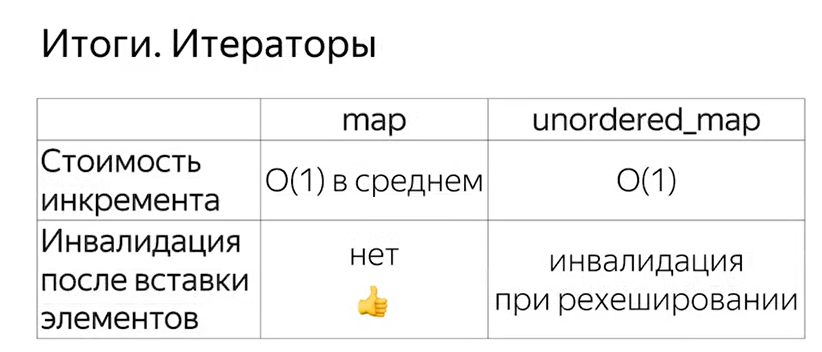 Итоги. Итераторы
map
unordered_map
Стоимость
инкремента
O(1) в среднем
O(1)
Инвалидация
после вставки
элементов
нет
инвалидация
при рехешировании